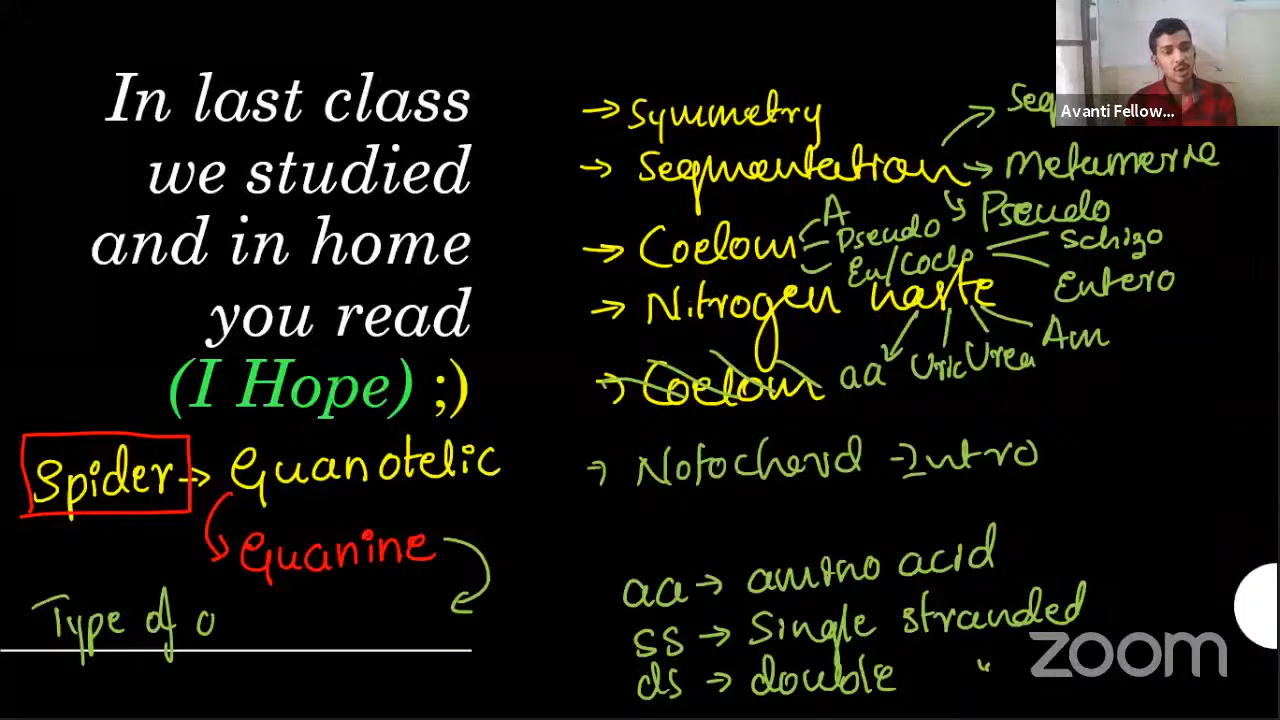 In last class
we studied
and in home
you read
(I Hope) ;)
Spider → Guanotelic
Guanine
Type of
→ Symmetry
→ Segmentation
→ Metamerie
Pseudo
→ Coelom
A
Pseudo
Eu/Coelo
Schizo
Entero
→ Nitrogen waste
aa
Uric
Urea
Am
→ Coelom
→ Notochord → Intro
aa → amino acid
ss → Single stranded
ds → double "
Avanti Fellow...
zoom